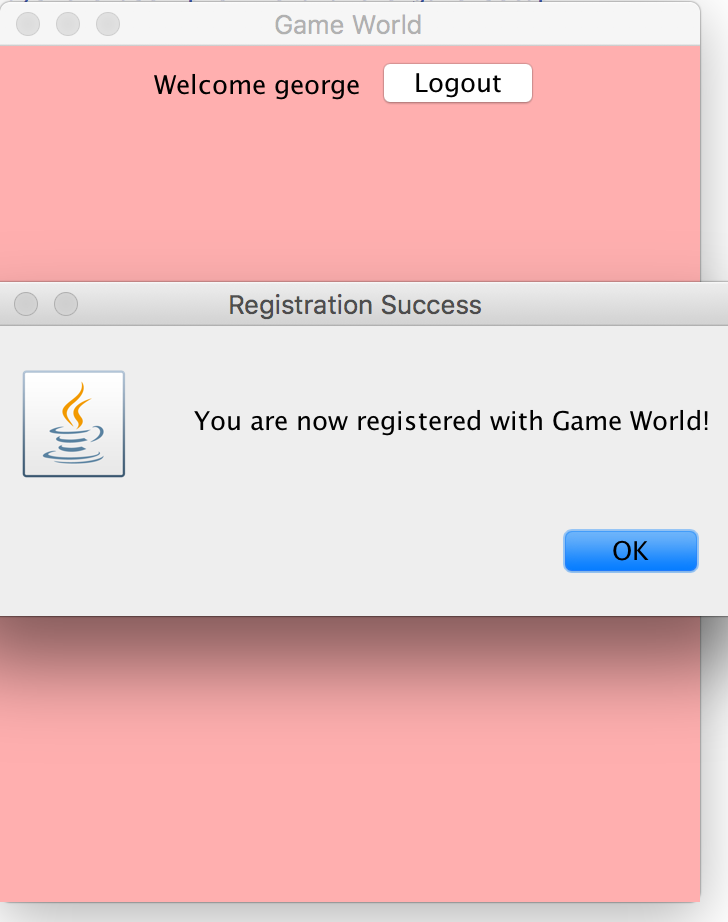 Game World
Welcome george
Logout
Registration Success
You are now registered with Game World!
OK